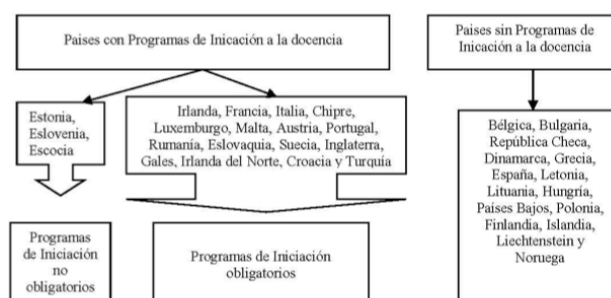 Paises con Programas de Inicación a la docencia
Paises sin Programas de
Inicación a la docencia
Estonia,
Eslovenia,
Escocia
Irlanda, Francia, Italia, Chipre,
Luxemburgo, Malta, Austria, Portugal,
Rumanía, Eslovaquia, Suecia, Inglaterra,
Gales, Irlanda del Norte, Croacia y Turquía
Bélgica, Bulgaria,
República Checa,
Dinamarca, Grecia,
España, Letonia,
Lituania, Hungría,
Países Bajos, Polonia,
Finlandia, Islandia,
Liechtenstein y
Noruega
Programas
de Iniciación
no
obligatorios
Programas de Iniciación
obligatorios